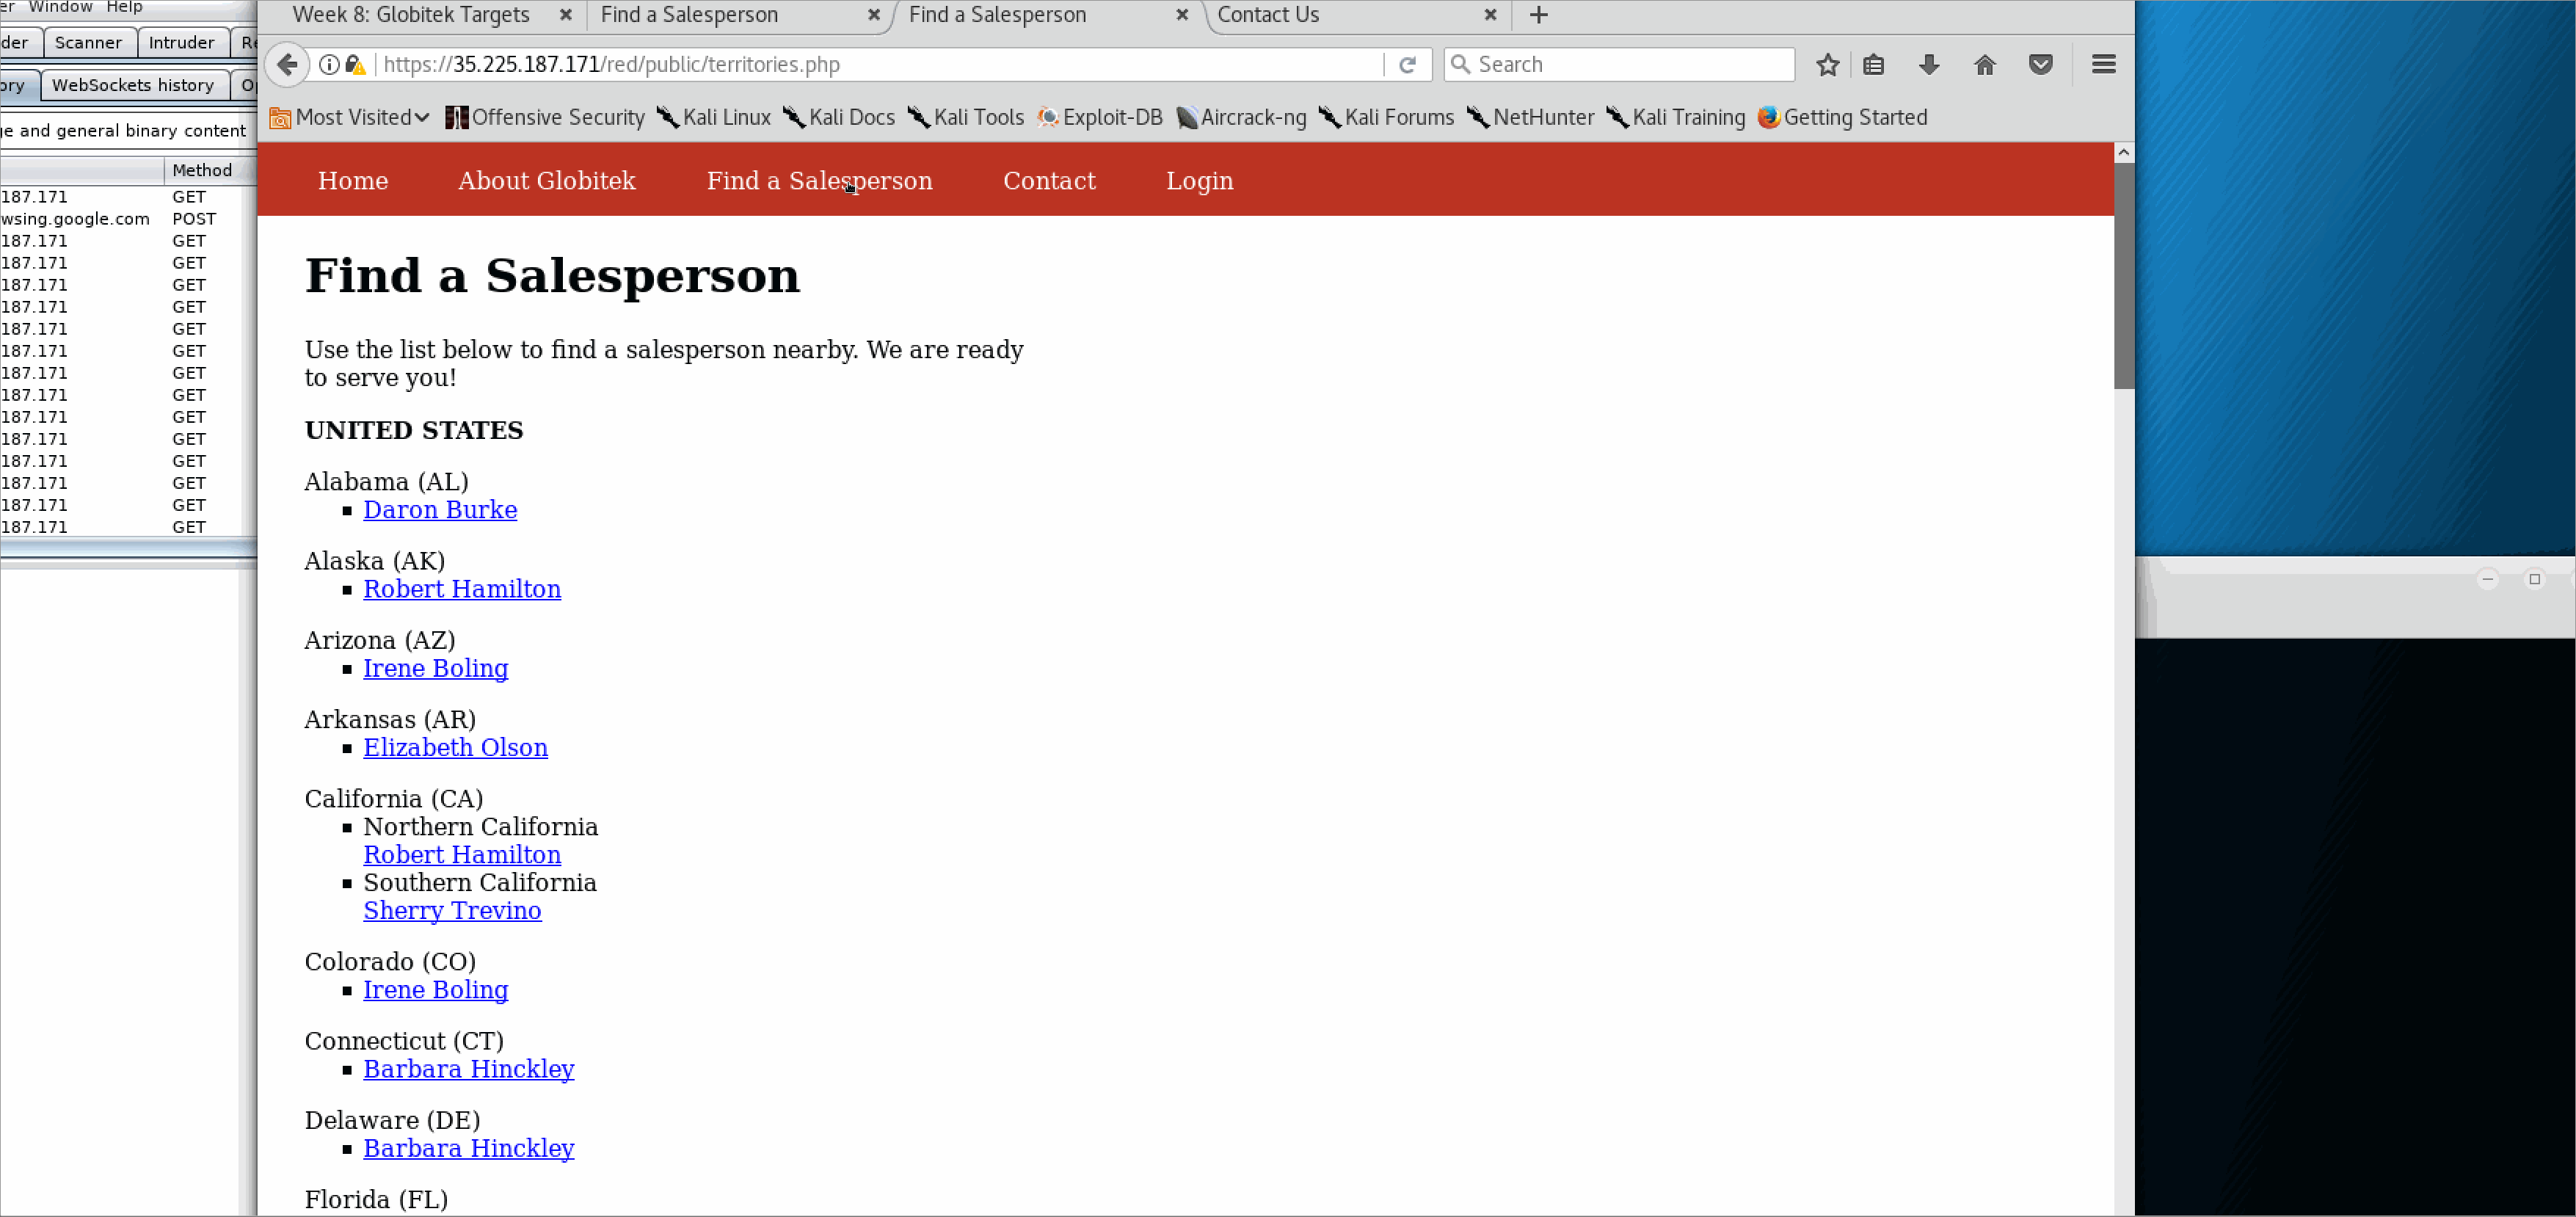 Window Help
Week 8: Globitek Targets
Find a Salesperson
Find a Salesperson
Contact Us
Scanner
Intruder
https://35.225.187.171/red/public/territories.php
Search
WebSockets history
Most Visited
Offensive Security
Kali Linux
Kali Docs
Kali Tools
Exploit-DB
Aircrack-ng
Kali Forums
NetHunter
Kali Training
Getting Started
ge and general binary content
Method
Home
About Globitek
Find a Salesperson
Contact
Login
187.171 GET
wsing.google.com POST
187.171 GET
187.171 GET
187.171 GET
187.171 GET
187.171 GET
187.171 GET
187.171 GET
187.171 GET
187.171 GET
187.171 GET
187.171 GET
187.171 GET
187.171 GET
187.171 GET
Find a Salesperson
Use the list below to find a salesperson nearby. We are ready
to serve you!
UNITED STATES
Alabama (AL)
Daron Burke
Alaska (AK)
Robert Hamilton
Arizona (AZ)
Irene Boling
Arkansas (AR)
Elizabeth Olson
California (CA)
Northern California
Robert Hamilton
Southern California
Sherry Trevino
Colorado (CO)
Irene Boling
Connecticut (CT)
Barbara Hinckley
Delaware (DE)
Barbara Hinckley
Florida (FL)